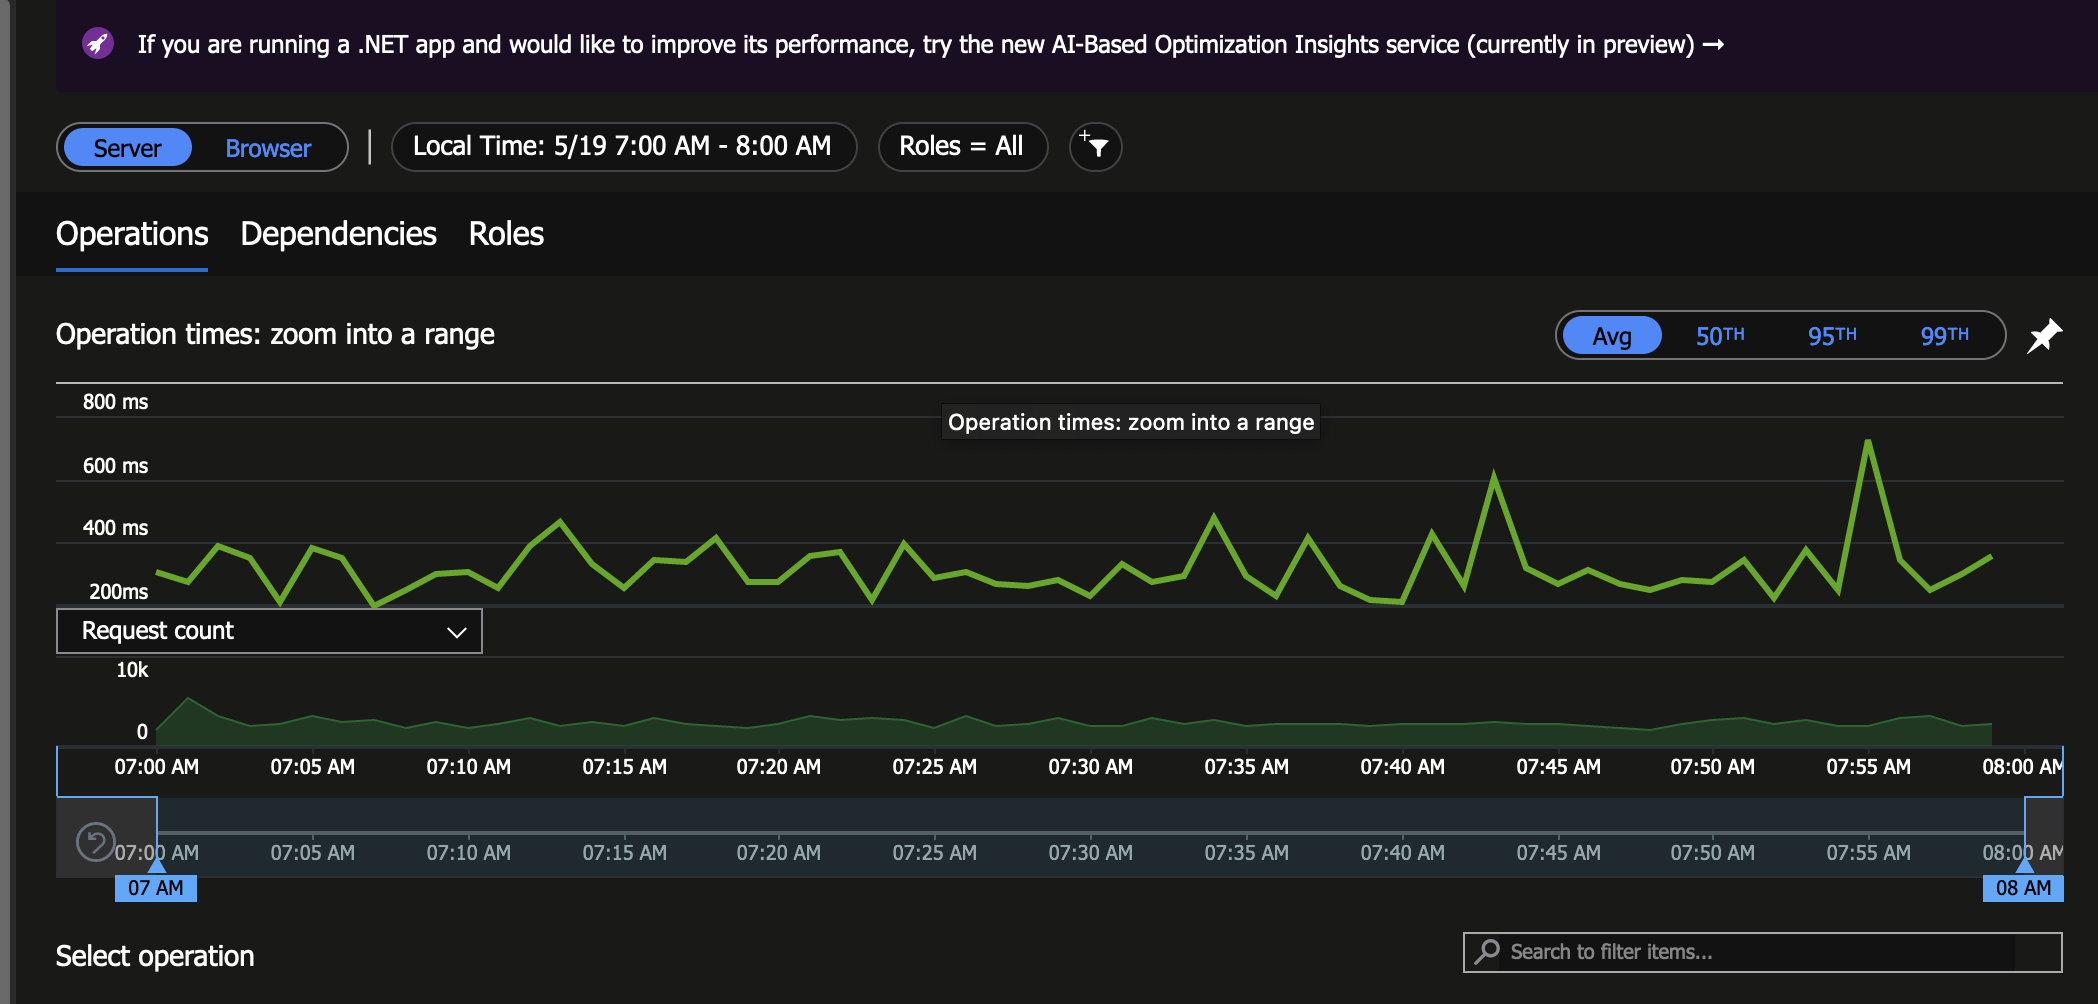 If you are running a .NET app and would like to improve its performance, try the new AI-Based Optimization Insights service (currently in preview) →
Server Browser | Local Time: 5/19 7:00 AM - 8:00 AM Roles = All
Operations Dependencies Roles
Operation times: zoom into a range Avg 50TH 95TH 99TH
800 ms
Operation times: zoom into a range
600 ms
400 ms
200ms
Request count
10k
0
07:00 AM 07:05 AM 07:10 AM 07:15 AM 07:20 AM 07:25 AM 07:30 AM 07:35 AM 07:40 AM 07:45 AM 07:50 AM 07:55 AM 08:00 AM
07:00 AM 07:05 AM 07:10 AM 07:15 AM 07:20 AM 07:25 AM 07:30 AM 07:35 AM 07:40 AM 07:45 AM 07:50 AM 07:55 AM 08:00 AM
07 AM 08 AM
Select operation Search to filter items...